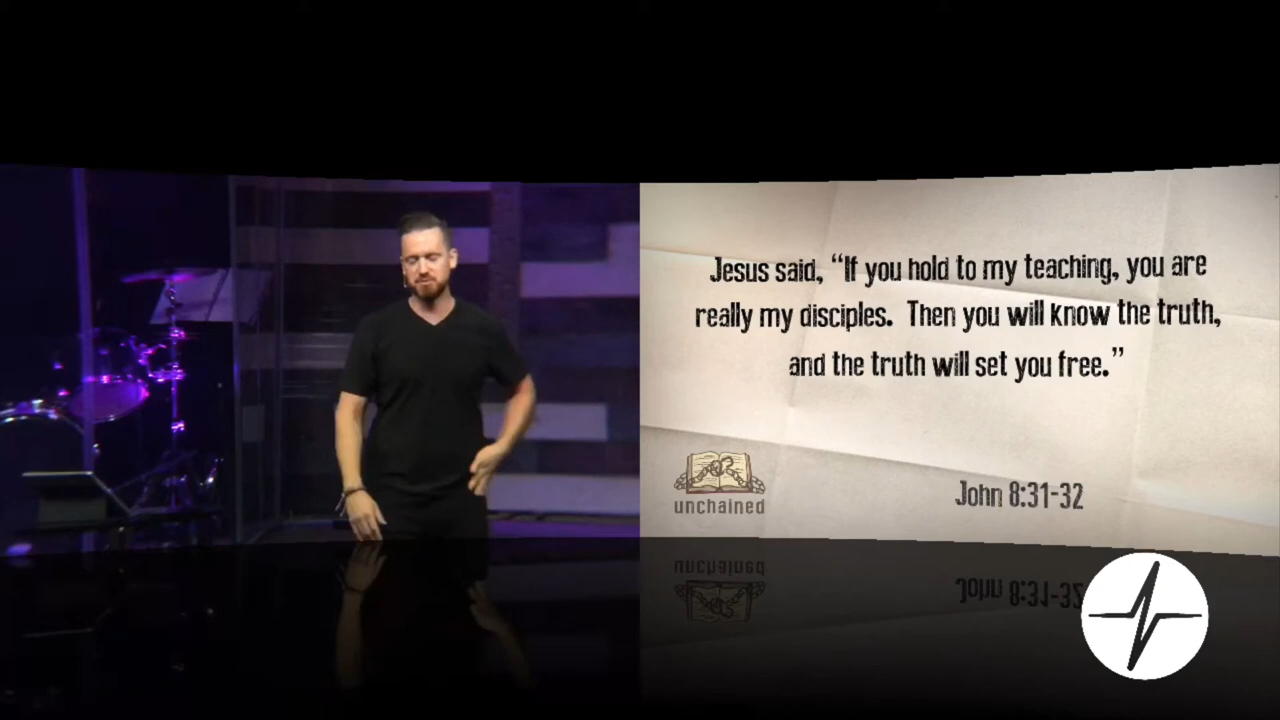 Jesus said, “If you hold to my teaching, you are
really my disciples.  Then you will know the truth,
and the truth will set you free.”
unchained
John 8:31-32